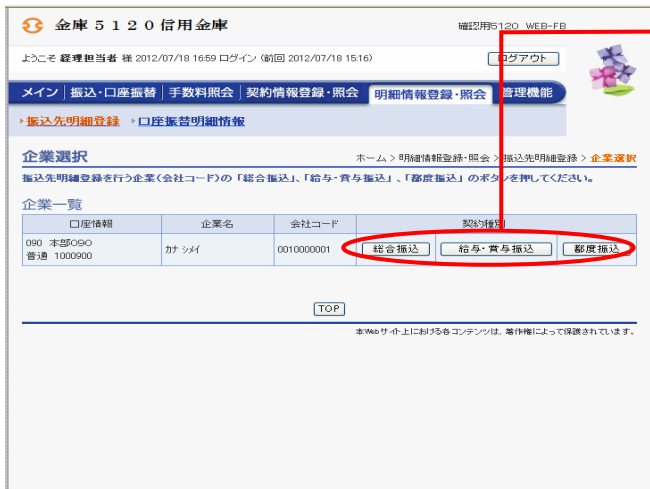 金庫５１２０信用金庫
確認用5120 WEB-FB
ようこそ 経理担当者 様 2012/07/18 16:59 ログイン (前回 2012/07/18 15:16)
ログアウト
メイン 振込・口座振替 手数料照会 契約情報登録・照会 明細情報登録・照会 管理機能
振込先明細登録 口座振替明細情報
企業選択
ホーム > 明細情報登録・照会 > 振込先明細登録 > 企業選択
振込先明細登録を行う企業(会社コード)の「総合振込」、「給与・賞与振込」、「都度振込」のボタンを押してください。
企業一覧
口座情報 企業名 会社コード 契約種別
090 本部090 カナ シメイ 0010000001 総合振込 給与・賞与振込 都度振込
普通 1000900
TOP
本Webサイト上における各コンテンツは、著作権によって保護されています。